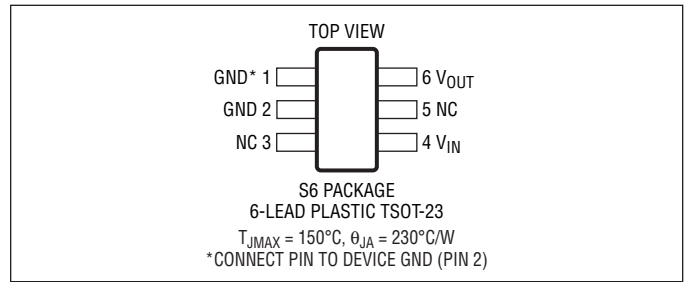 TOP VIEW
GND* 1
GND 2
NC 3
6 VOUT
5 NC
4 VIN
S6 PACKAGE
6-LEAD PLASTIC TSOT-23
TJMAX = 150°C, θJA = 230°C/W
*CONNECT PIN TO DEVICE GND (PIN 2)